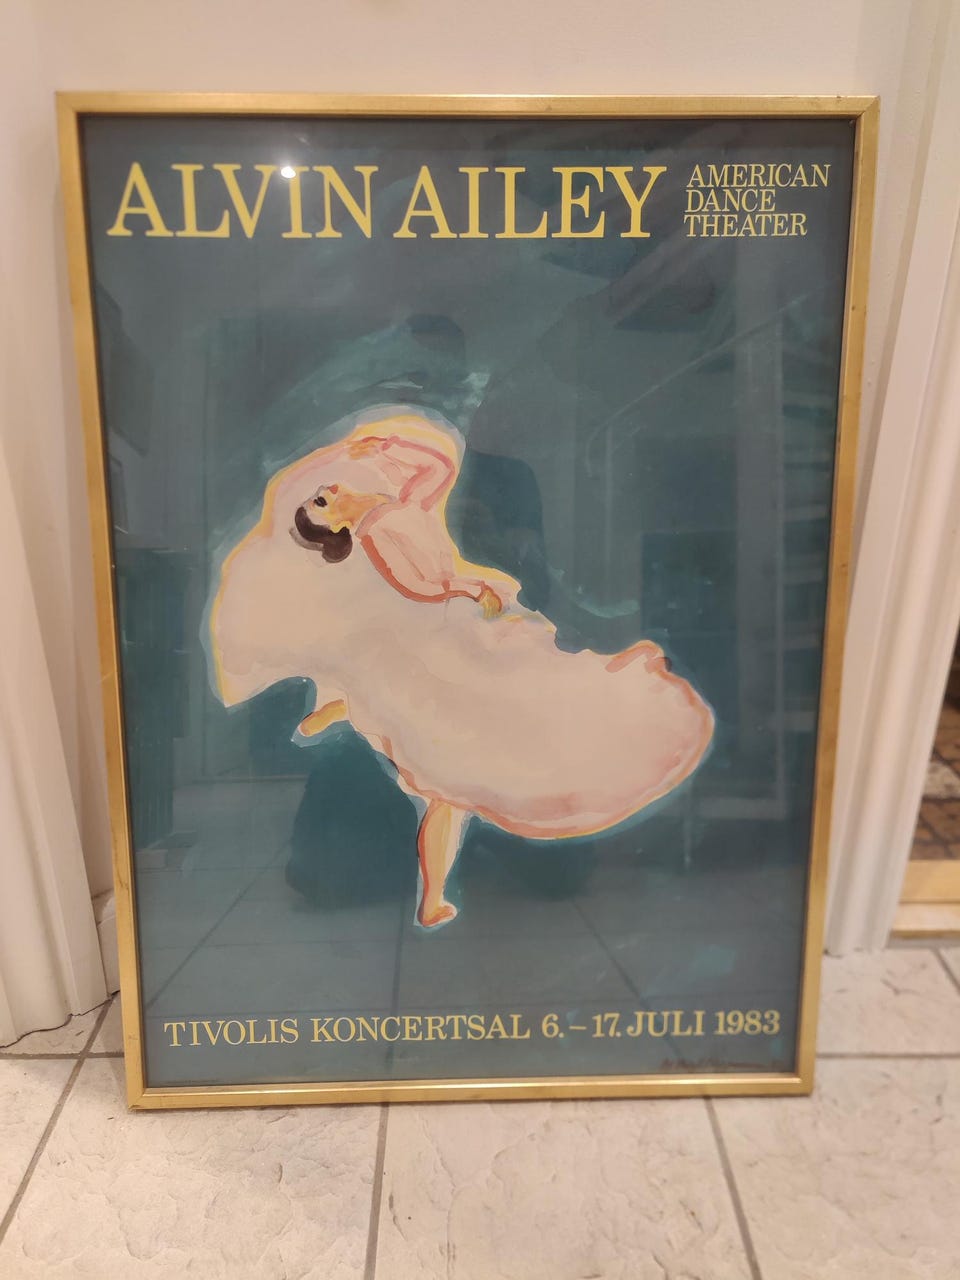 ALVIN AILEY
AMERICAN
DANCE
THEATER
TIVOLIS KONCERTSAL 6.–17. JULI 1983